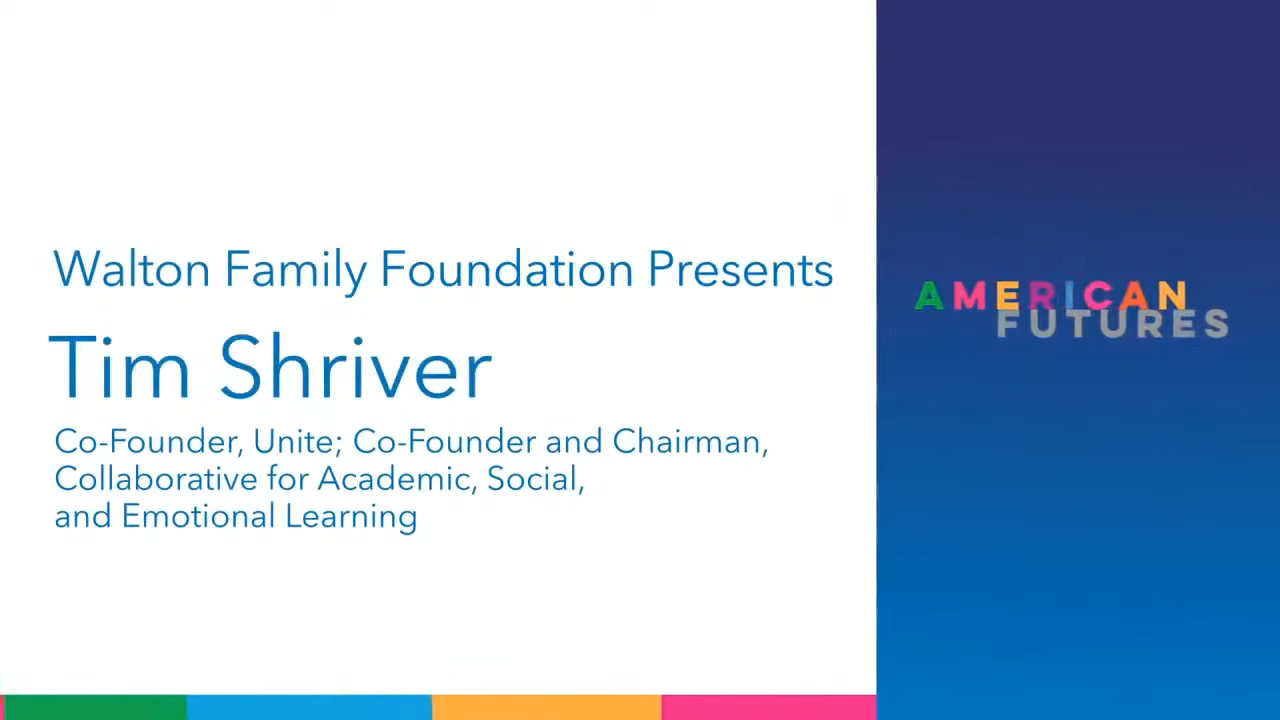 Walton Family Foundation Presents
Tim Shriver
Co-Founder, Unite; Co-Founder and Chairman,
Collaborative for Academic, Social,
and Emotional Learning
AMERICAN
FUTURES